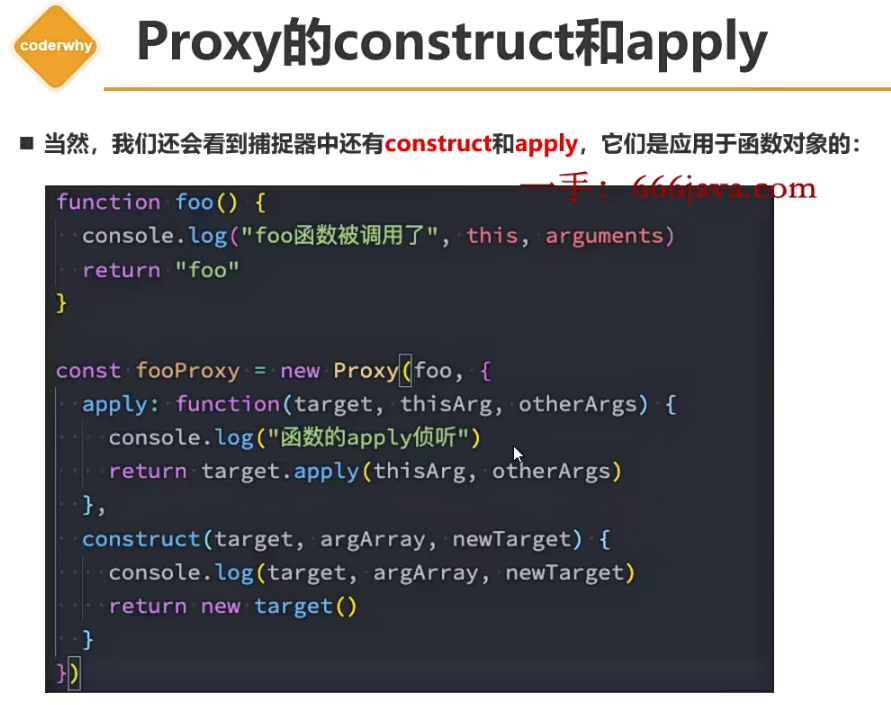 coderwhy
Proxy的construct和apply
■ 当然，我们还会看到捕捉器中还有construct和apply，它们是应用于函数对象的：
一手：666java.com
function foo() {
  console.log("foo函数被调用了", this, arguments)
  return "foo"
}
const fooProxy = new Proxy(foo, {
  apply: function(target, thisArg, otherArgs) {
    console.log("函数的apply侦听")
    return target.apply(thisArg, otherArgs)
  },
  construct(target, argArray, newTarget) {
    console.log(target, argArray, newTarget)
    return new target()
  }
})